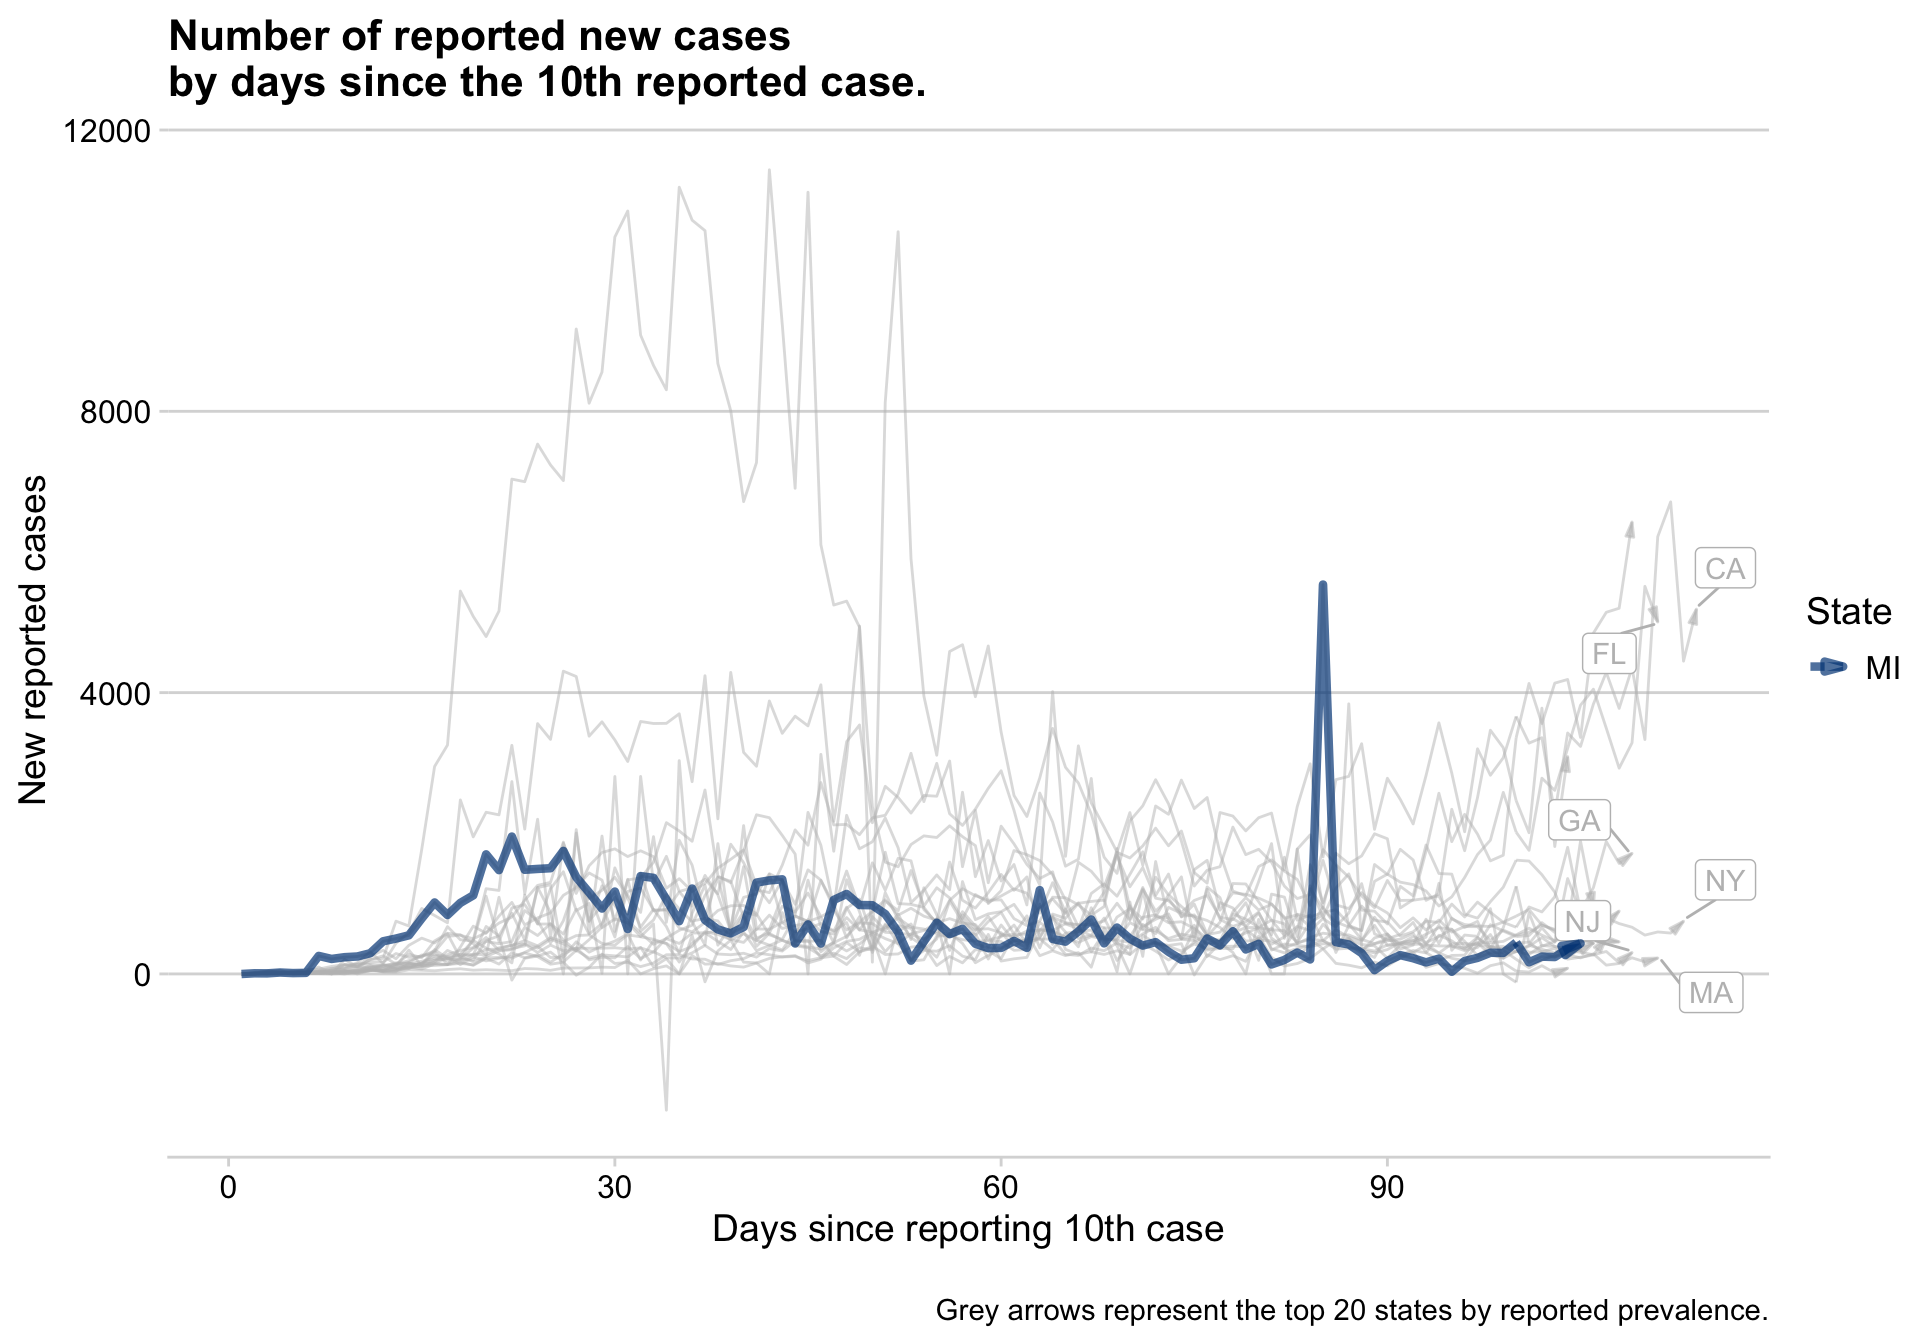 Number of reported new cases
by days since the 10th reported case.
12000
8000
4000
0
New reported cases
CA
FL
GA
NY
NJ
MA
State
MI
0 30 60 90
Days since reporting 10th case
Grey arrows represent the top 20 states by reported prevalence.